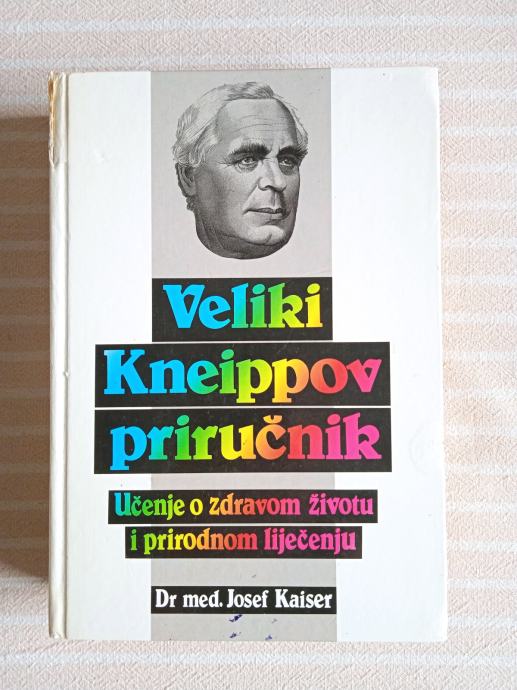 Veliki
Kneippov
priručnik
Učenje o zdravom životu
i prirodnom liječenju
Dr med. Josef Kaiser